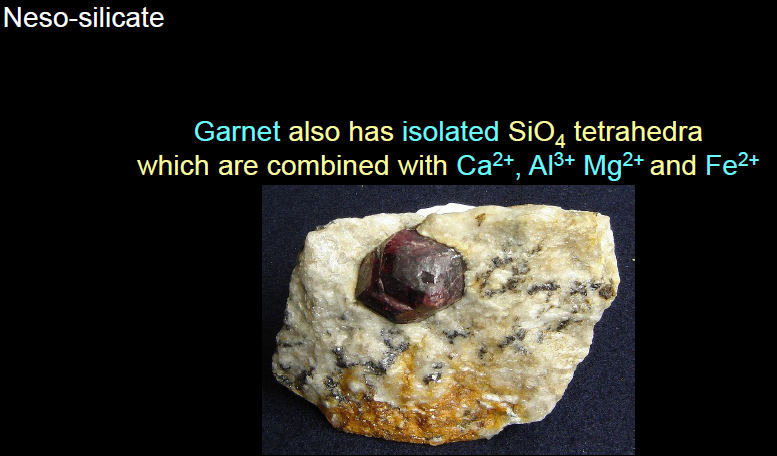 Neso-silicate
Garnet also has isolated SiO₄ tetrahedra
which are combined with Ca²⁺, Al³⁺ Mg²⁺ and Fe²⁺